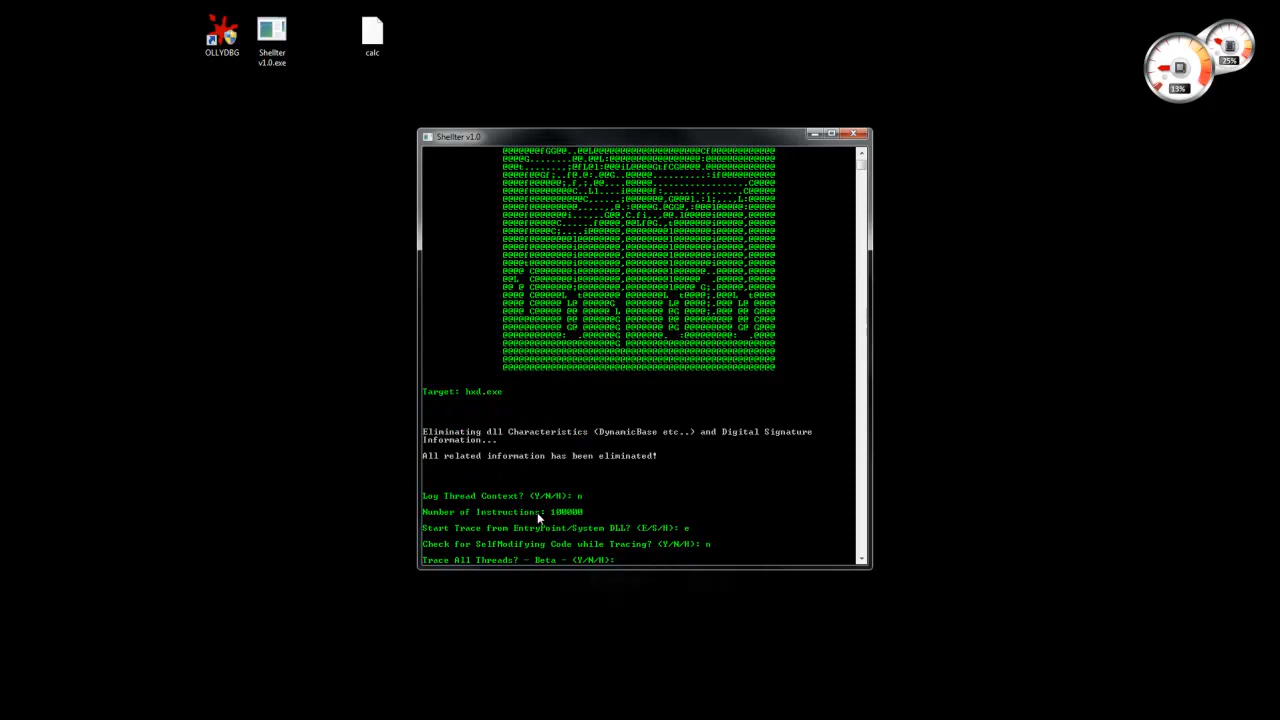 OLLYDBG
Shellter
v1.0.exe
calc
13%
25%
Shellter v1.0
Target: hxd.exe
Eliminating dll Characteristics (DynamicBase etc..) and Digital Signature
Information...
All related information has been eliminated!
Log Thread Context? (Y/N/H): n
Number of Instructions: 100000
Start Trace from EntryPoint/System DLL? (E/S/H): e
Check for SelfModifying Code while Tracing? (Y/N/H): n
Trace All Threads? - Beta - (Y/N/H):